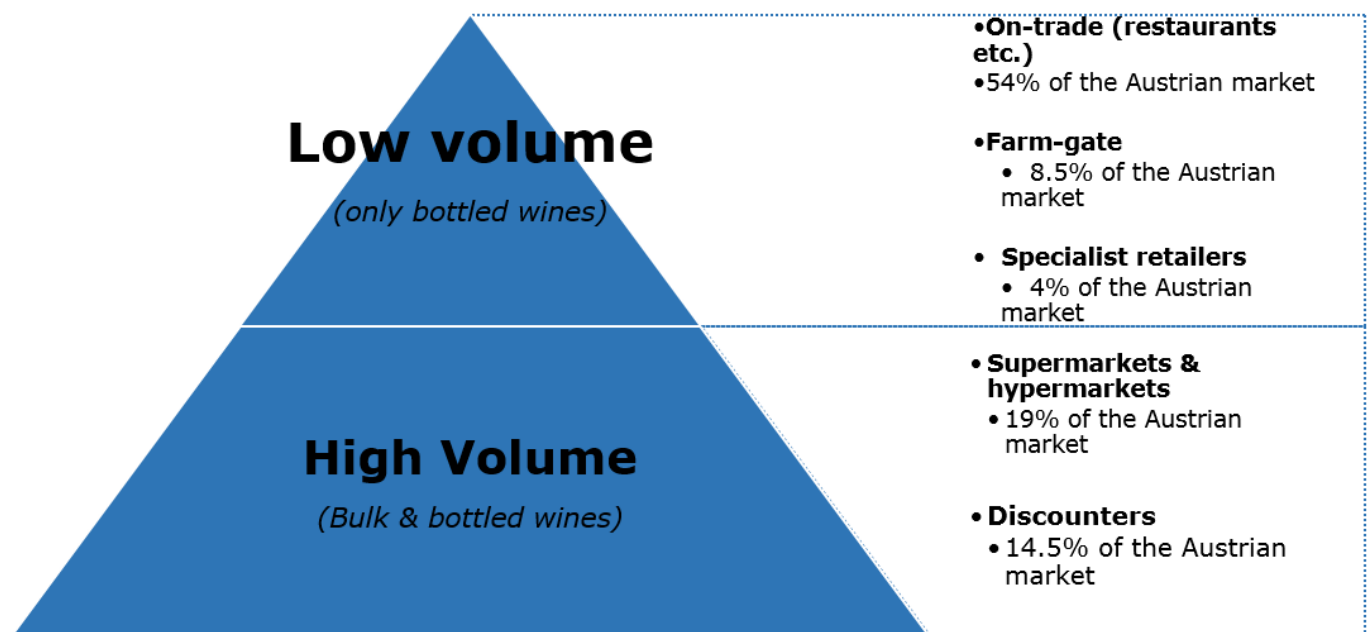 Low volume
(only bottled wines)
High Volume
(Bulk & bottled wines)
•On-trade (restaurants
etc.)
•54% of the Austrian market
•Farm-gate
• 8.5% of the Austrian
market
• Specialist retailers
• 4% of the Austrian
market
•Supermarkets &
hypermarkets
•19% of the Austrian
market
•Discounters
•14.5% of the Austrian
market